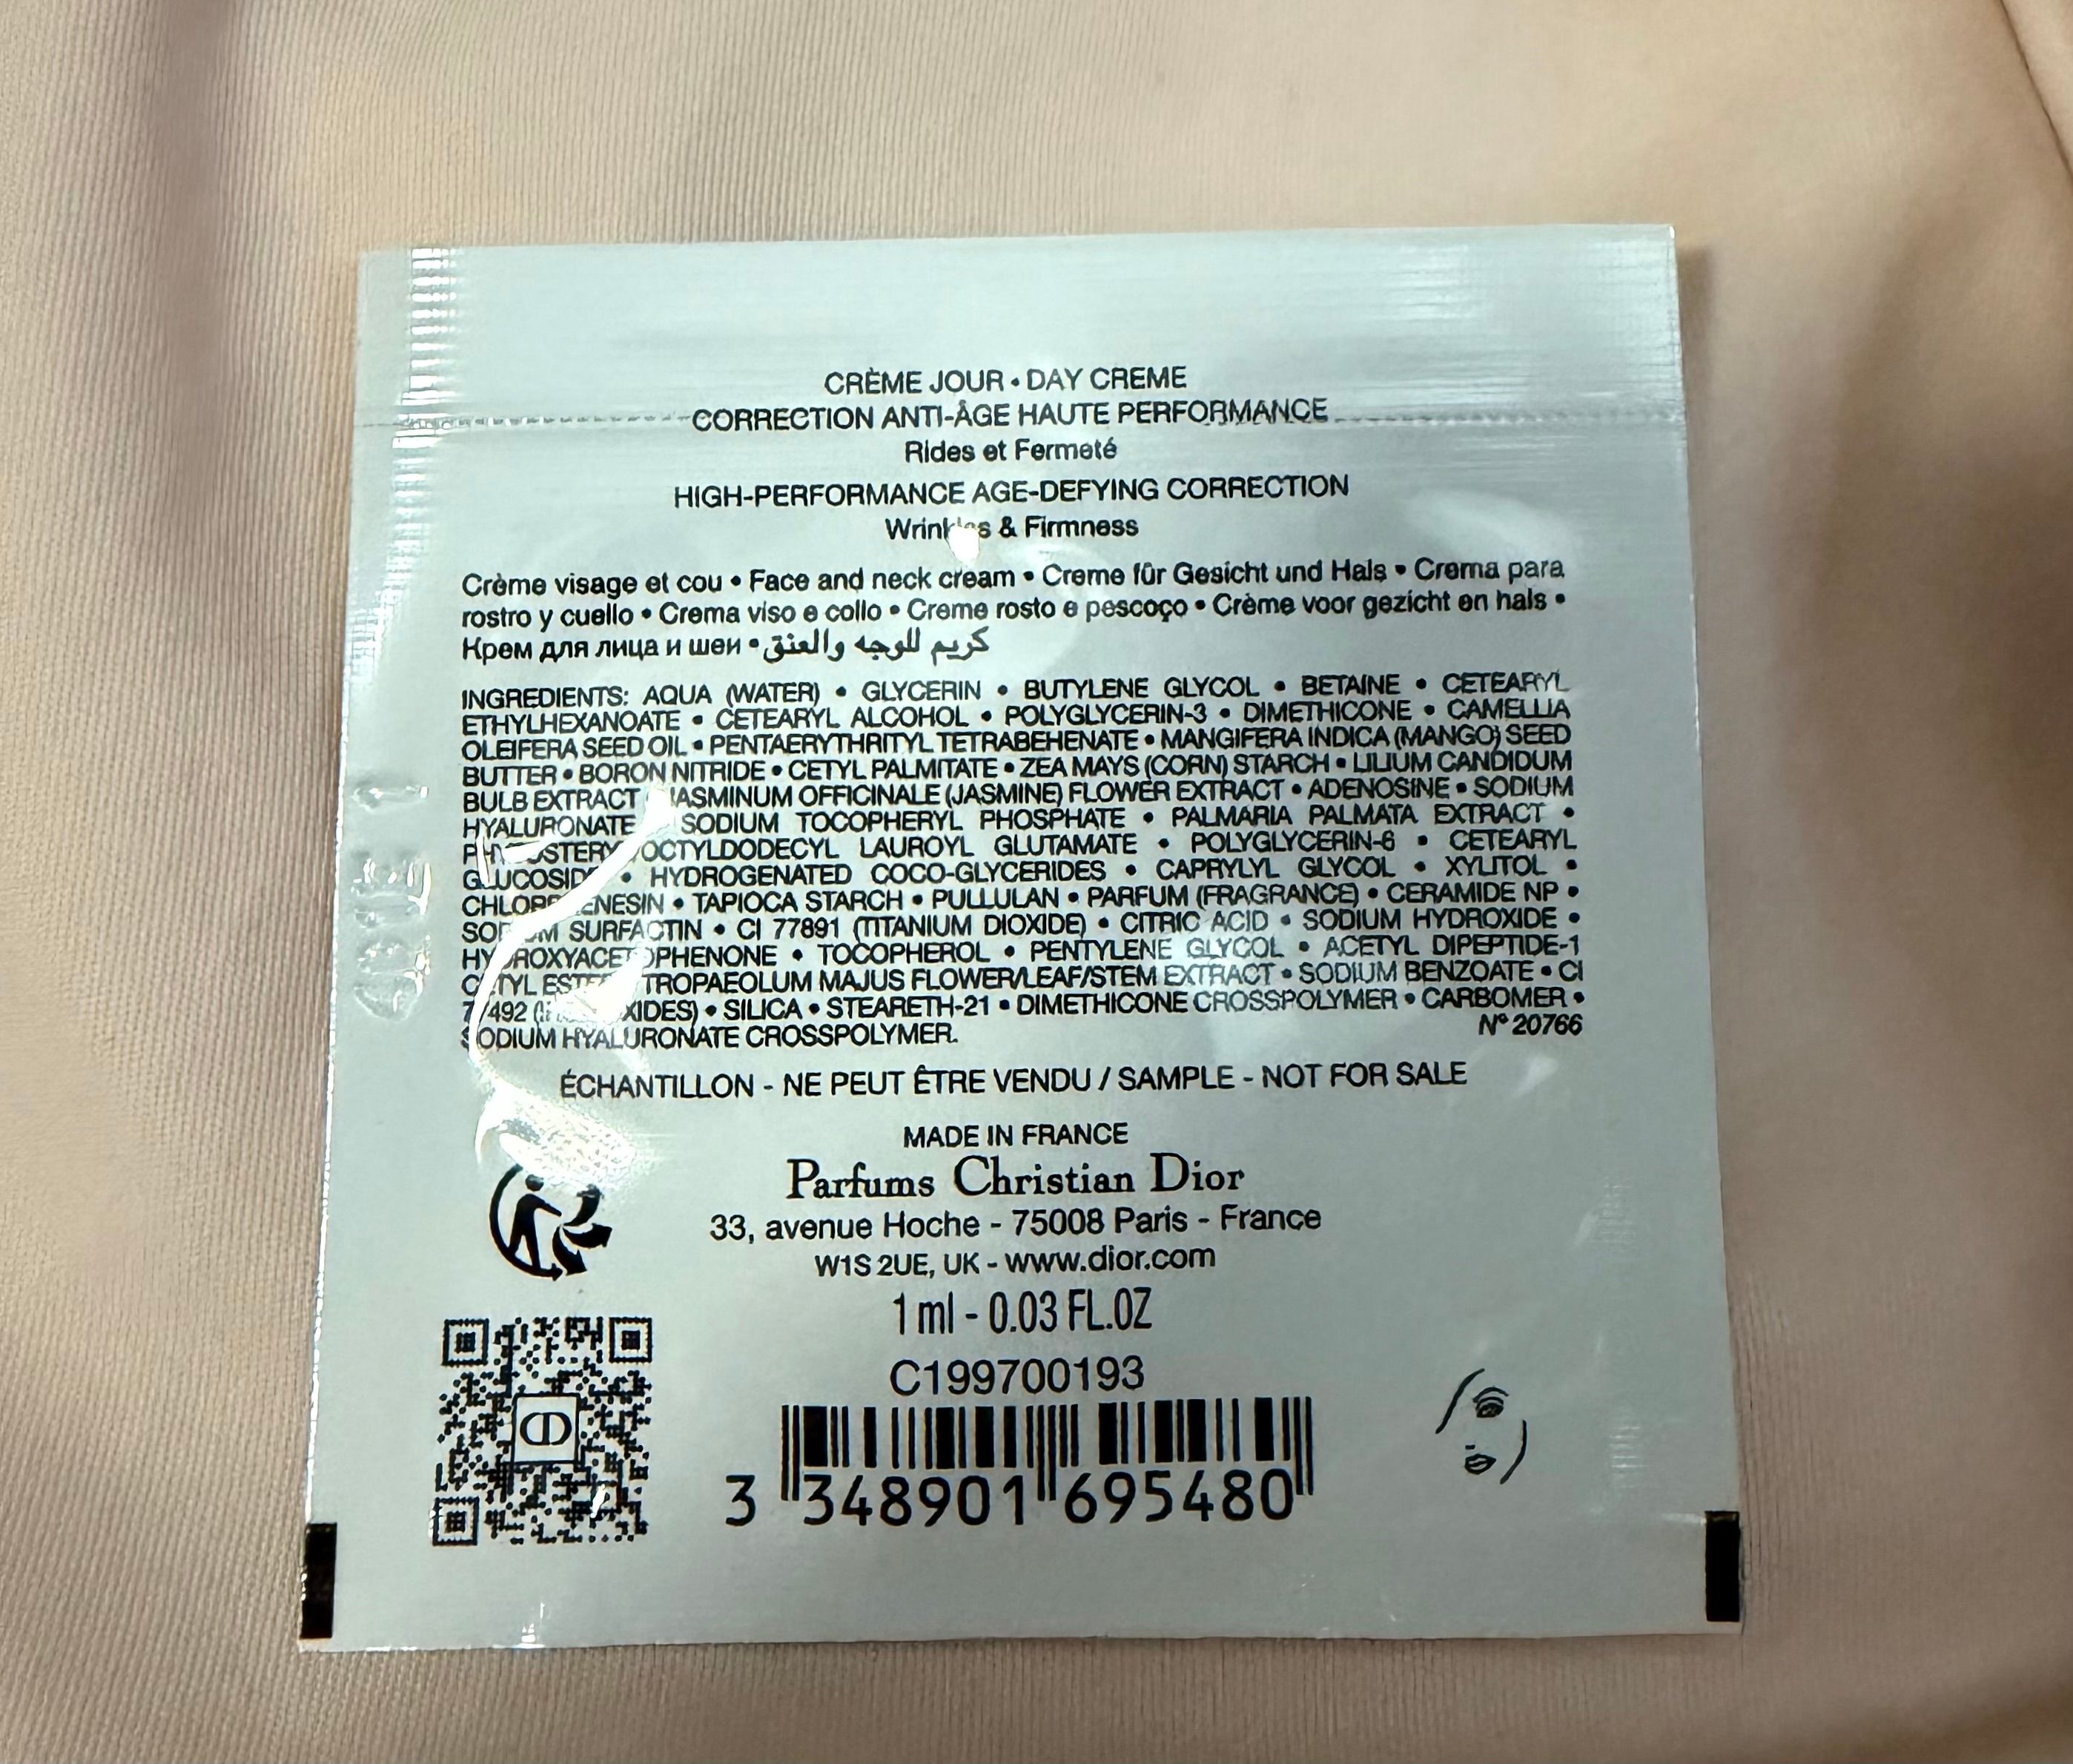 CRÈME JOUR • DAY CREME
CORRECTION ANTI-ÂGE HAUTE PERFORMANCE
Rides et Fermeté
HIGH-PERFORMANCE AGE-DEFYING CORRECTION
Wrinkles & Firmness
Crème visage et cou • Face and neck cream • Creme für Gesicht und Hals • Crema para
rostro y cuello • Crema viso e collo • Creme rosto e pescoço • Crème voor gezicht en hals •
Крем для лица и шеи • كريم للوجه والعنق
INGREDIENTS: AQUA (WATER) • GLYCERIN • BUTYLENE GLYCOL • BETAINE • CETEARYL
ETHYLHEXANOATE • CETEARYL ALCOHOL • POLYGLYCERIN-3 • DIMETHICONE • CAMELLIA
OLEIFERA SEED OIL • PENTAERYTHRITYL TETRABEHENATE • MANGIFERA INDICA (MANGO) SEED
BUTTER • BORON NITRIDE • CETYL PALMITATE • ZEA MAYS (CORN) STARCH • LILIUM CANDIDUM
BULB EXTRACT JASMINUM OFFICINALE (JASMINE) FLOWER EXTRACT • ADENOSINE • SODIUM
HYALURONATE SODIUM TOCOPHERYL PHOSPHATE • PALMARIA PALMATA EXTRACT •
OCTYLDODECYL LAUROYL GLUTAMATE • POLYGLYCERIN-6 • CETEARYL
GLUCOSIDE • HYDROGENATED COCO-GLYCERIDES • CAPRYLYL GLYCOL • XYLITOL •
CHLORPHENESIN • TAPIOCA STARCH • PULLULAN • PARFUM (FRAGRANCE) • CERAMIDE NP •
SODIUM SURFACTIN • CI 77891 (TITANIUM DIOXIDE) • CITRIC ACID • SODIUM HYDROXIDE •
HYDROXYACETOPHENONE • TOCOPHEROL • PENTYLENE GLYCOL • ACETYL DIPEPTIDE-1
CETYL ESTER TROPAEOLUM MAJUS FLOWER/LEAF/STEM EXTRACT • SODIUM BENZOATE • CI
77492 (IRON OXIDES) • SILICA • STEARETH-21 • DIMETHICONE CROSSPOLYMER • CARBOMER •
SODIUM HYALURONATE CROSSPOLYMER. N° 20766
ÉCHANTILLON - NE PEUT ÊTRE VENDU / SAMPLE - NOT FOR SALE
MADE IN FRANCE
Parfums Christian Dior
33, avenue Hoche - 75008 Paris - France
W1S 2UE, UK - www.dior.com
1 ml - 0.03 FL.OZ
C199700193
3 348901 695480